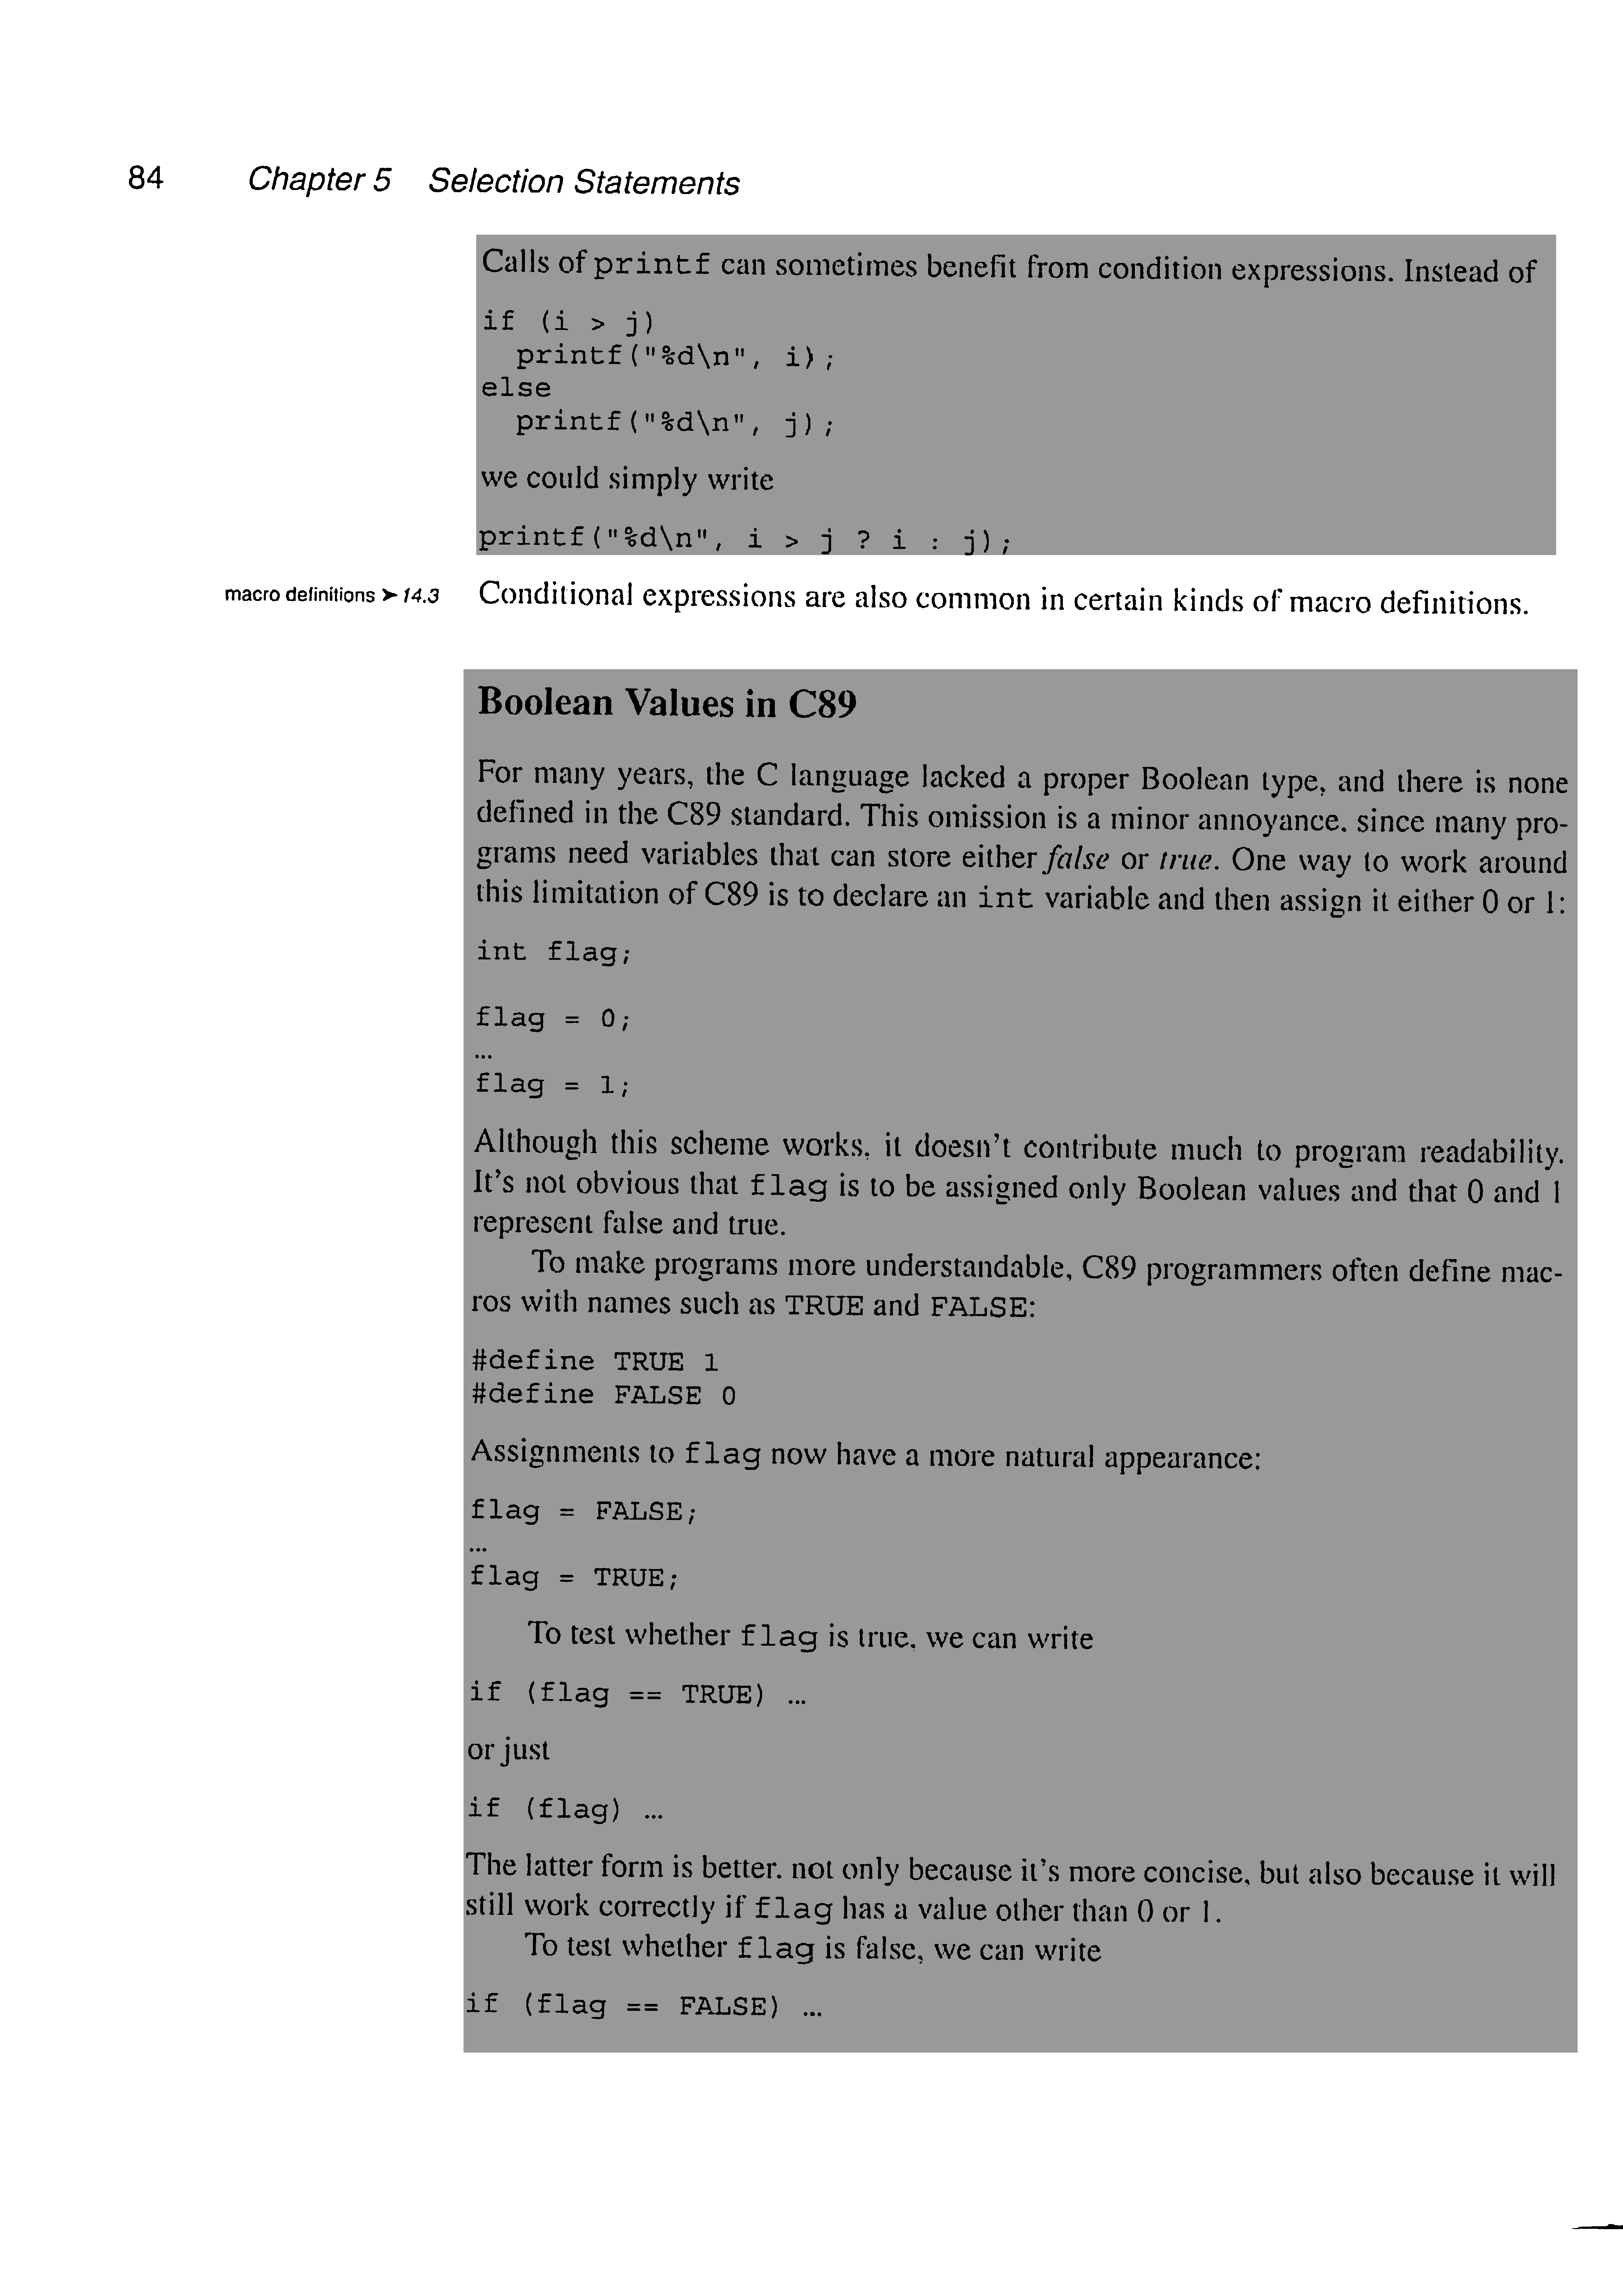 84 Chapter 5 Selection Statements
Calls of printf can sometimes benefit from condition expressions. Instead of
if (i > j)
  printf("%d\n", i);
else
  printf("%d\n", j);
we could simply write
printf("%d\n", i > j ? i : j);
macro definitions ➤ 14.3 Conditional expressions are also common in certain kinds of macro definitions.
Boolean Values in C89
For many years, the C language lacked a proper Boolean type, and there is none
defined in the C89 standard. This omission is a minor annoyance. since many pro-
grams need variables that can store either false or true. One way to work around
this limitation of C89 is to declare an int variable and then assign it either 0 or 1:
int flag;
flag = 0;
…
flag = 1;
Although this scheme works, it doesn't contribute much to program readability.
It's not obvious that flag is to be assigned only Boolean values and that 0 and 1
represent false and true.
To make programs more understandable, C89 programmers often define mac-
ros with names such as TRUE and FALSE:
#define TRUE 1
#define FALSE 0
Assignments to flag now have a more natural appearance:
flag = FALSE;
…
flag = TRUE;
To test whether flag is true, we can write
if (flag == TRUE) …
or just
if (flag) …
The latter form is better. not only because it's more concise, but also because it will
still work correctly if flag has a value other than 0 or 1.
To test whether flag is false, we can write
if (flag == FALSE) …